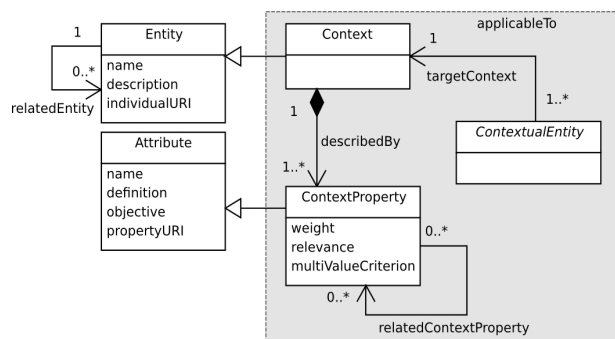 applicableTo
1
Entity
name
description
individualURI
0..*
relatedEntity
Context
1
targetContext
1..*
ContextualEntity
1
describedBy
1..*
Attribute
name
definition
objective
propertyURI
ContextProperty
weight
relevance
multiValueCriterion
0..*
0..*
relatedContextProperty